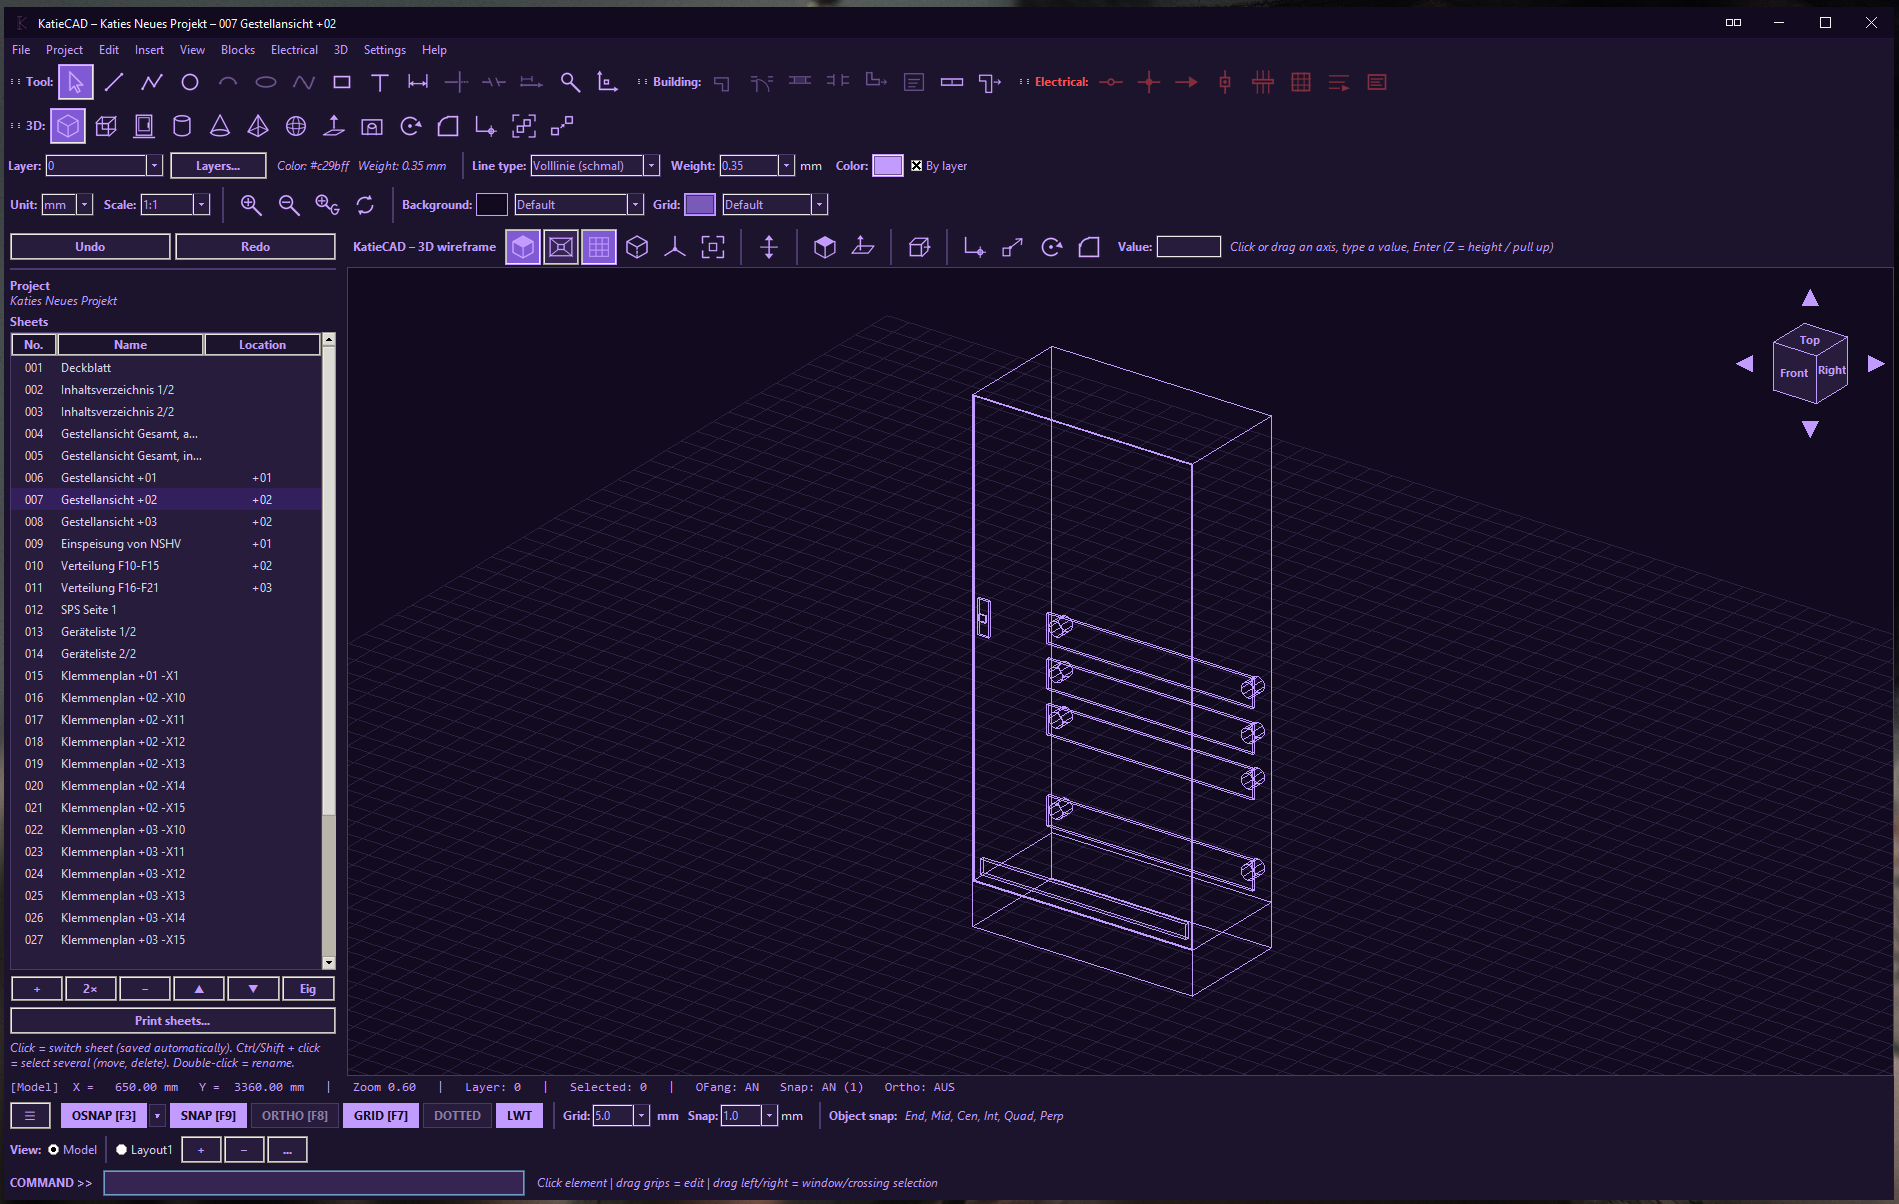 KatieCAD – Katies Neues Projekt – 007 Gestellansicht +02
File Project Edit Insert View Blocks Electrical 3D Settings Help
Tool: Building: Electrical:
3D:
Layer: 0 Layers... Color: #c29bff Weight: 0.35 mm Line type: Volllinie (schmal) Weight: 0.35 mm Color: By layer
Unit: mm Scale: 1:1 G Background: Default Grid: Default
Undo Redo KatieCAD – 3D wireframe Value: Click or drag an axis, type a value, Enter (Z = height / pull up)
Project
Katies Neues Projekt
Sheets
No. Name Location
001 Deckblatt
002 Inhaltsverzeichnis 1/2
003 Inhaltsverzeichnis 2/2
004 Gestellansicht Gesamt, a...
005 Gestellansicht Gesamt, in...
006 Gestellansicht +01 +01
007 Gestellansicht +02 +02
008 Gestellansicht +03 +02
009 Einspeisung von NSHV +01
010 Verteilung F10-F15 +02
011 Verteilung F16-F21 +03
012 SPS Seite 1
013 Geräteliste 1/2
014 Geräteliste 2/2
015 Klemmenplan +01 -X1
016 Klemmenplan +02 -X10
017 Klemmenplan +02 -X11
018 Klemmenplan +02 -X12
019 Klemmenplan +02 -X13
020 Klemmenplan +02 -X14
021 Klemmenplan +02 -X15
022 Klemmenplan +03 -X10
023 Klemmenplan +03 -X11
024 Klemmenplan +03 -X12
025 Klemmenplan +03 -X13
026 Klemmenplan +03 -X14
027 Klemmenplan +03 -X15
+ 2× − ▲ ▼ Eig
Print sheets...
Click = switch sheet (saved automatically). Ctrl/Shift + click
= select several (move, delete). Double-click = rename.
Top
Front Right
[Model] X = 650.00 mm Y = 3360.00 mm | Zoom 0.60 | Layer: 0 | Selected: 0 | OFang: AN Snap: AN (1) Ortho: AUS
☰ OSNAP [F3] SNAP [F9] ORTHO [F8] GRID [F7] DOTTED LWT Grid: 5.0 mm Snap: 1.0 mm Object snap: End, Mid, Cen, Int, Quad, Perp
View: Model Layout1 + − ...
COMMAND >> Click element | drag grips = edit | drag left/right = window/crossing selection